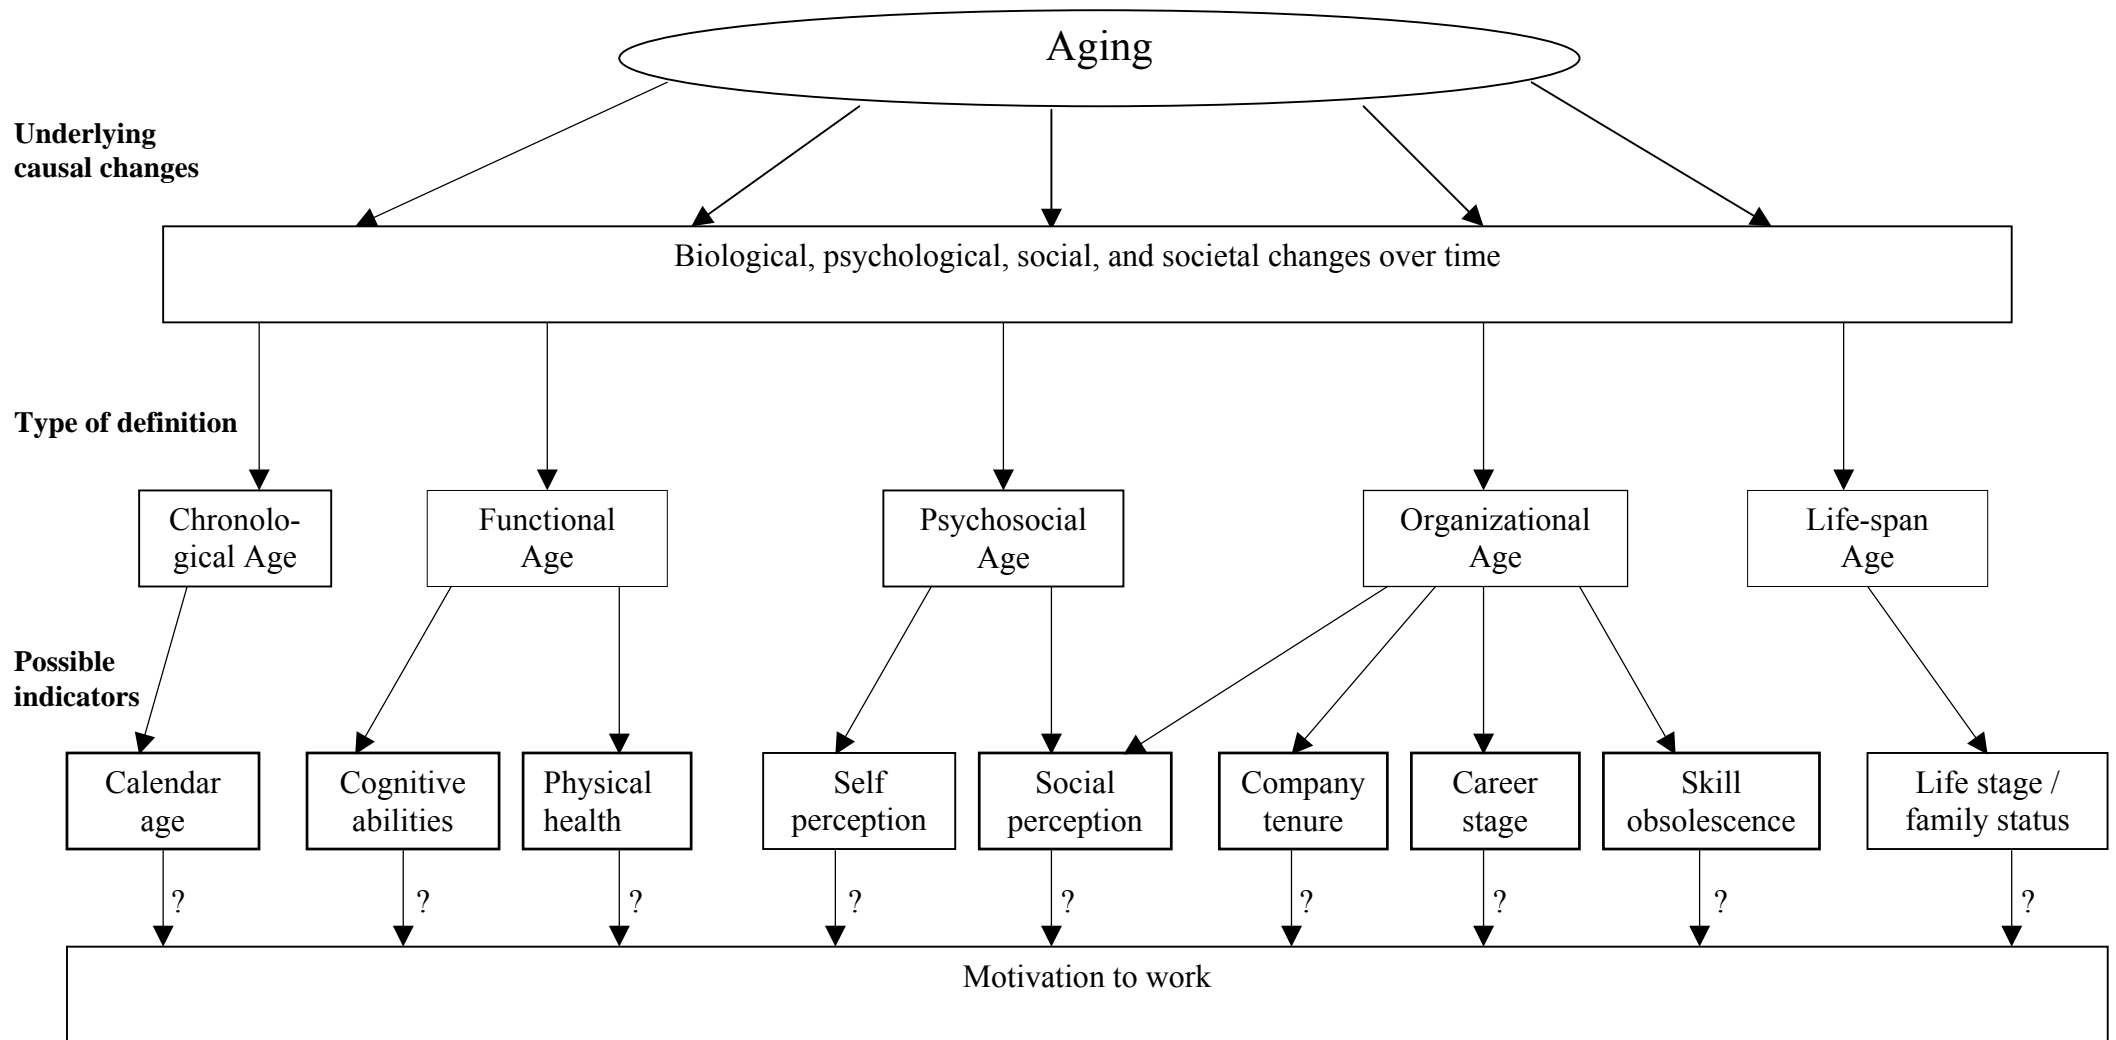 Aging
Underlying
causal changes
Biological, psychological, social, and societal changes over time
Type of definition
Chronolo-
gical Age
Functional
Age
Psychosocial
Age
Organizational
Age
Life-span
Age
Possible
indicators
Calendar
age
Cognitive
abilities
Physical
health
Self
perception
Social
perception
Company
tenure
Career
stage
Skill
obsolescence
Life stage /
family status
?
?
?
?
?
?
?
?
?
Motivation to work